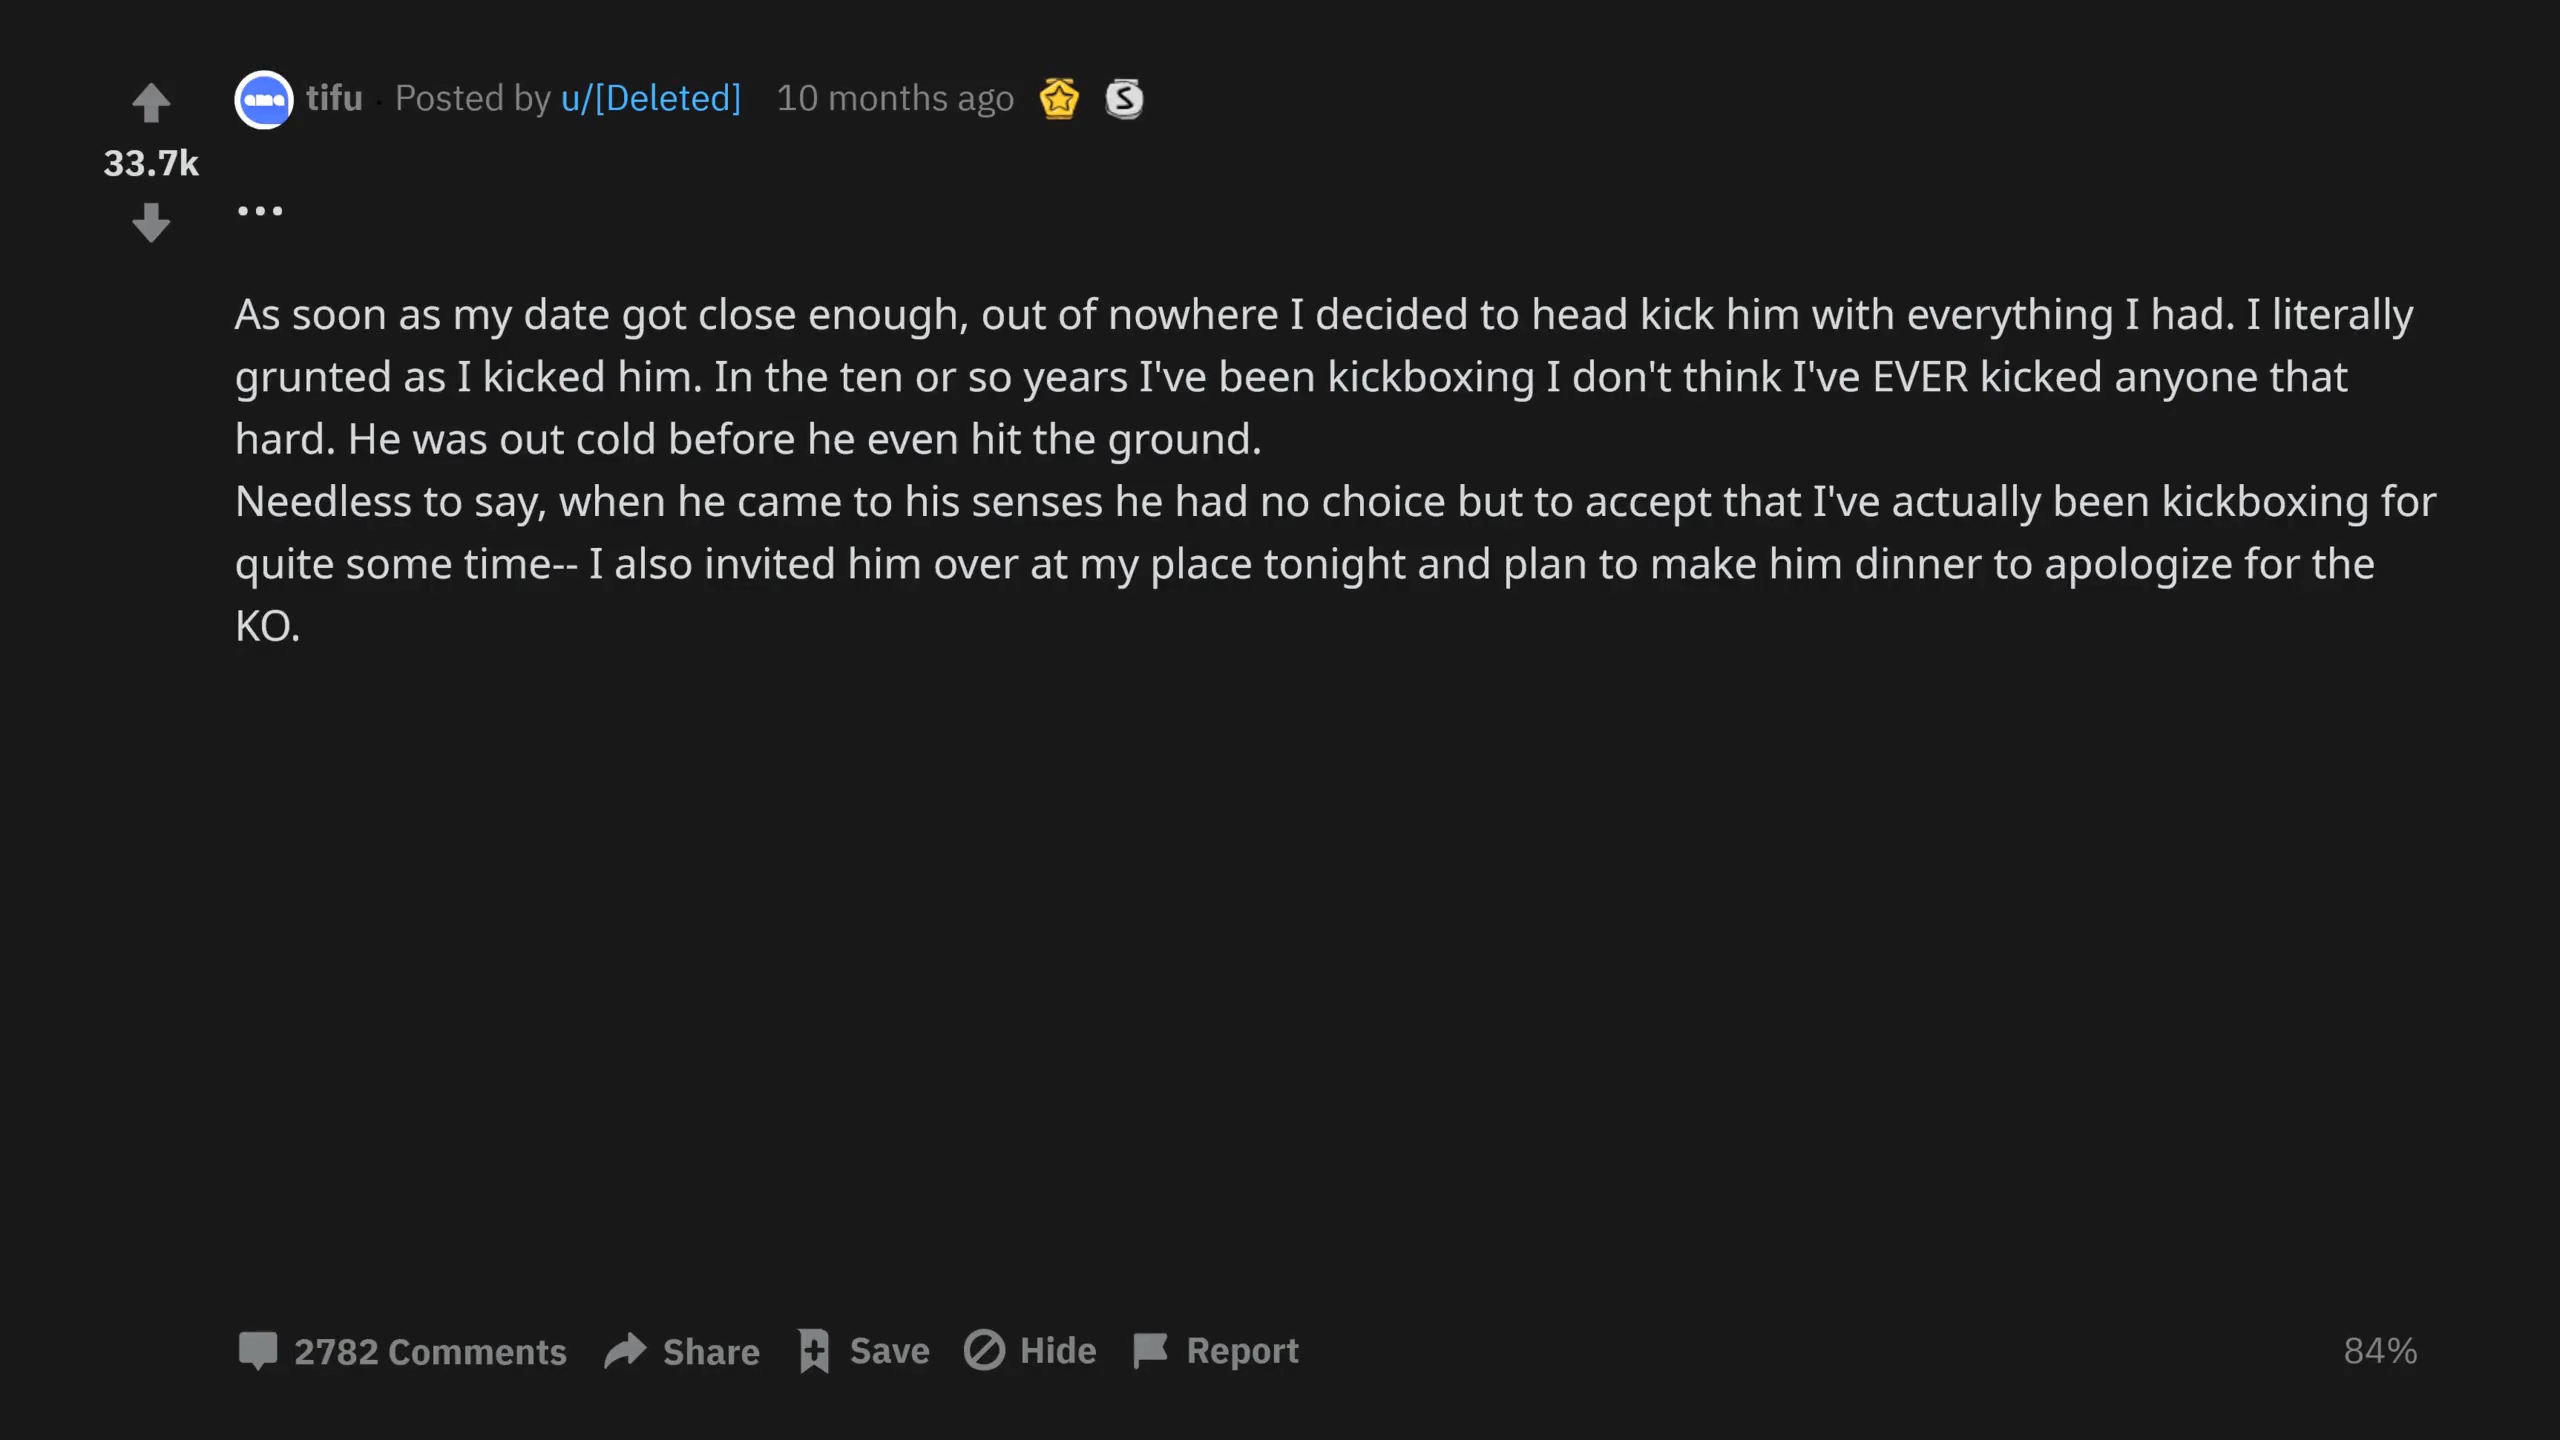 ama tifu · Posted by u/[Deleted] 10 months ago S
33.7k
...
As soon as my date got close enough, out of nowhere I decided to head kick him with everything I had. I literally
grunted as I kicked him. In the ten or so years I've been kickboxing I don't think I've EVER kicked anyone that
hard. He was out cold before he even hit the ground.
Needless to say, when he came to his senses he had no choice but to accept that I've actually been kickboxing for
quite some time-- I also invited him over at my place tonight and plan to make him dinner to apologize for the
KO.
2782 Comments Share Save Hide Report 84%